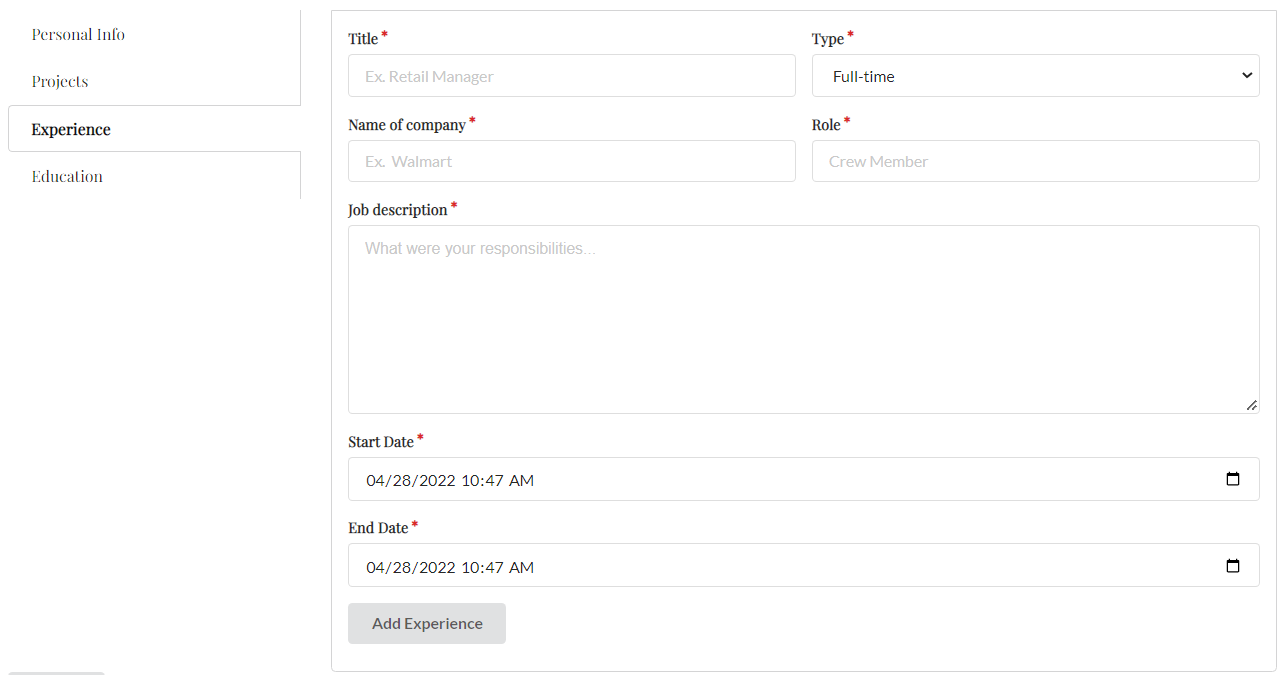 Personal Info
Projects
Experience
Education
Title *
Type *
Ex. Retail Manager
Full-time
Name of company *
Role *
Ex. Walmart
Crew Member
Job description *
What were your responsibilities...
Start Date *
04/28/2022 10:47 AM
End Date *
04/28/2022 10:47 AM
Add Experience